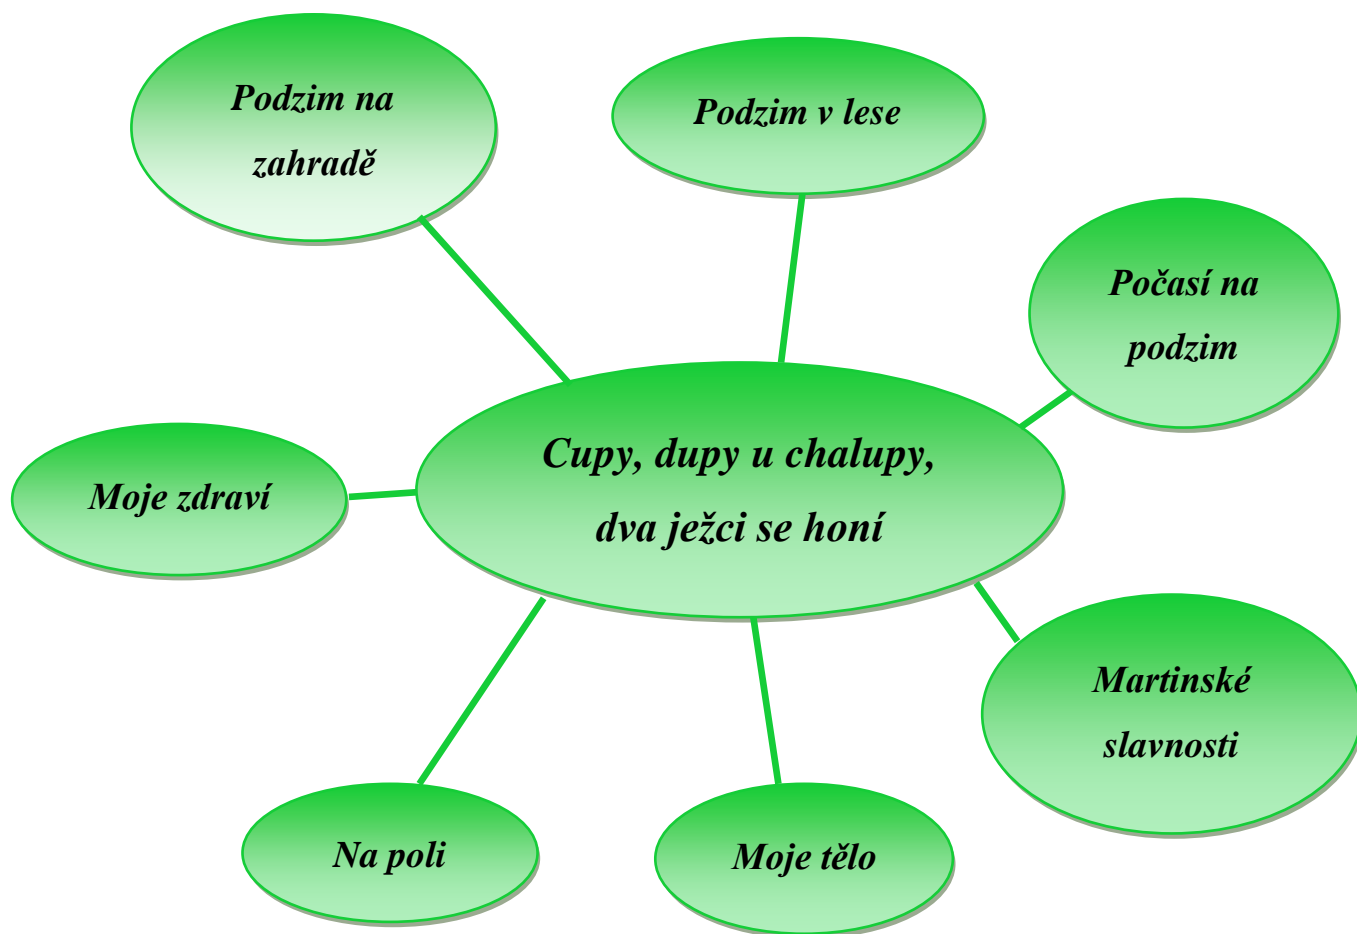 Podzim na
zahradě
Podzim v lese
Počasí na
podzim
Cupy, dupy u chalupy,
dva ježci se honí
Moje zdraví
Martinské
slavnosti
Na poli
Moje tělo